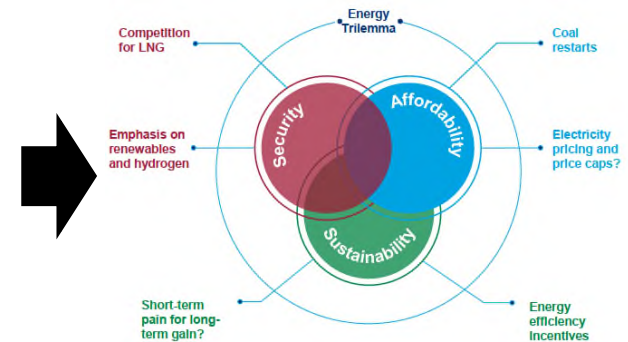 Energy
Trilemma
Competition
for LNG
Coal
restarts
Security
Affordability
Emphasis on
renewables
and hydrogen
Electricity
pricing and
price caps?
Sustainability
Short-term
pain for long-
term gain?
Energy
efficiency
incentives